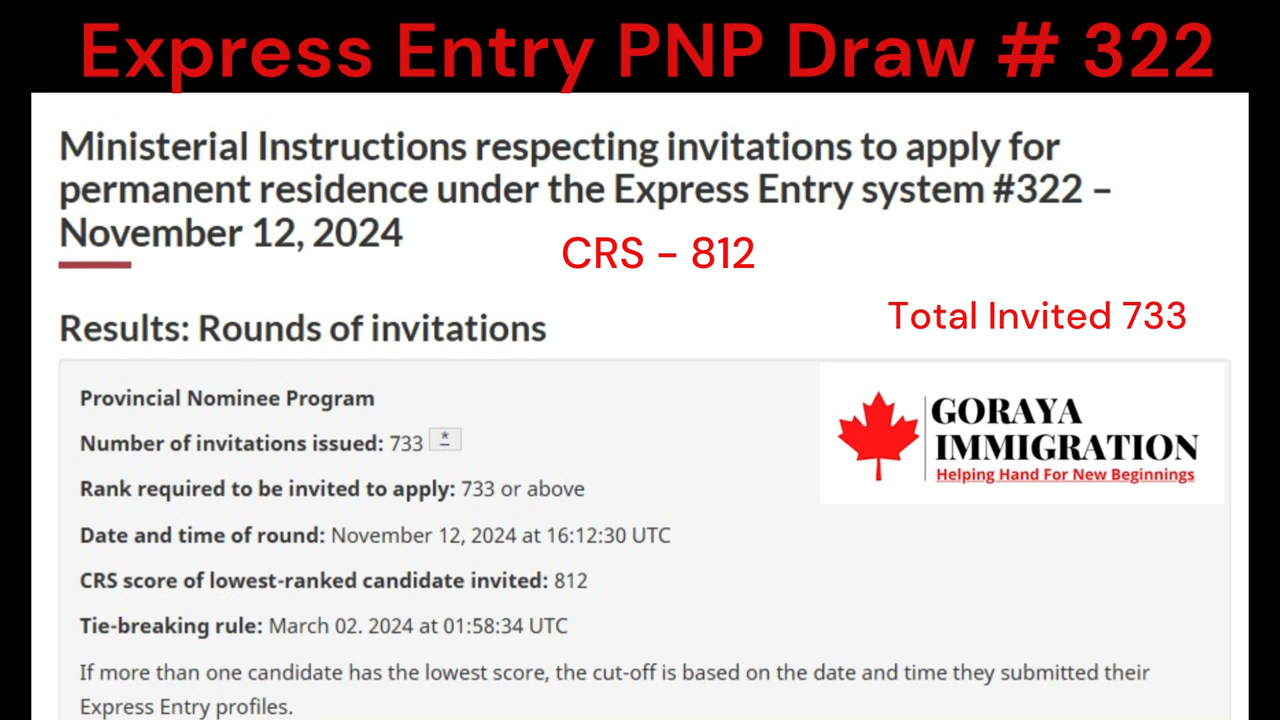 Express Entry PNP Draw # 322
Ministerial Instructions respecting invitations to apply for
permanent residence under the Express Entry system #322 –
November 12, 2024
CRS - 812
Total Invited 733
Results: Rounds of invitations
Provincial Nominee Program
Number of invitations issued: 733 *
Rank required to be invited to apply: 733 or above
Date and time of round: November 12, 2024 at 16:12:30 UTC
CRS score of lowest-ranked candidate invited: 812
Tie-breaking rule: March 02. 2024 at 01:58:34 UTC
If more than one candidate has the lowest score, the cut-off is based on the date and time they submitted their
Express Entry profiles.
GORAYA
IMMIGRATION
Helping Hand For New Beginnings